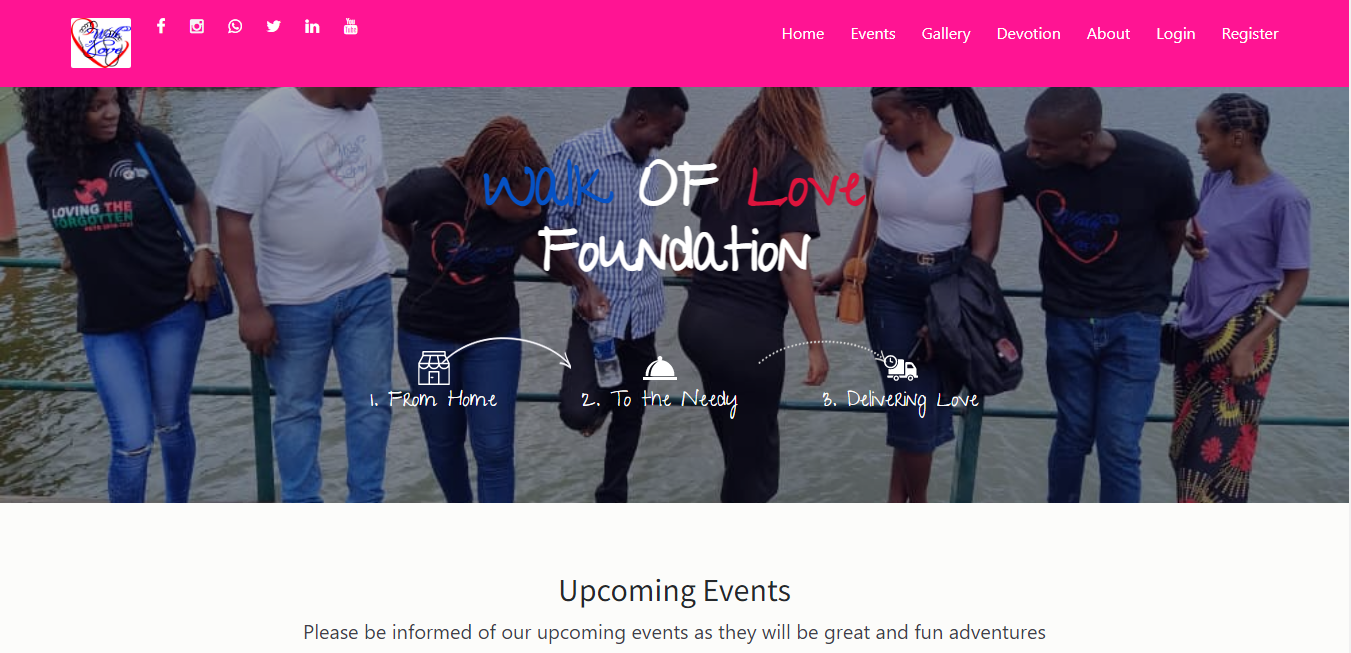 Walk
Love
Home Events Gallery Devotion About Login Register
LOVING THE
FORGOTTEN
Walk OF Love
Foundation
1. From Home 2. To the Needy 3. Delivering Love
Upcoming Events
Please be informed of our upcoming events as they will be great and fun adventures